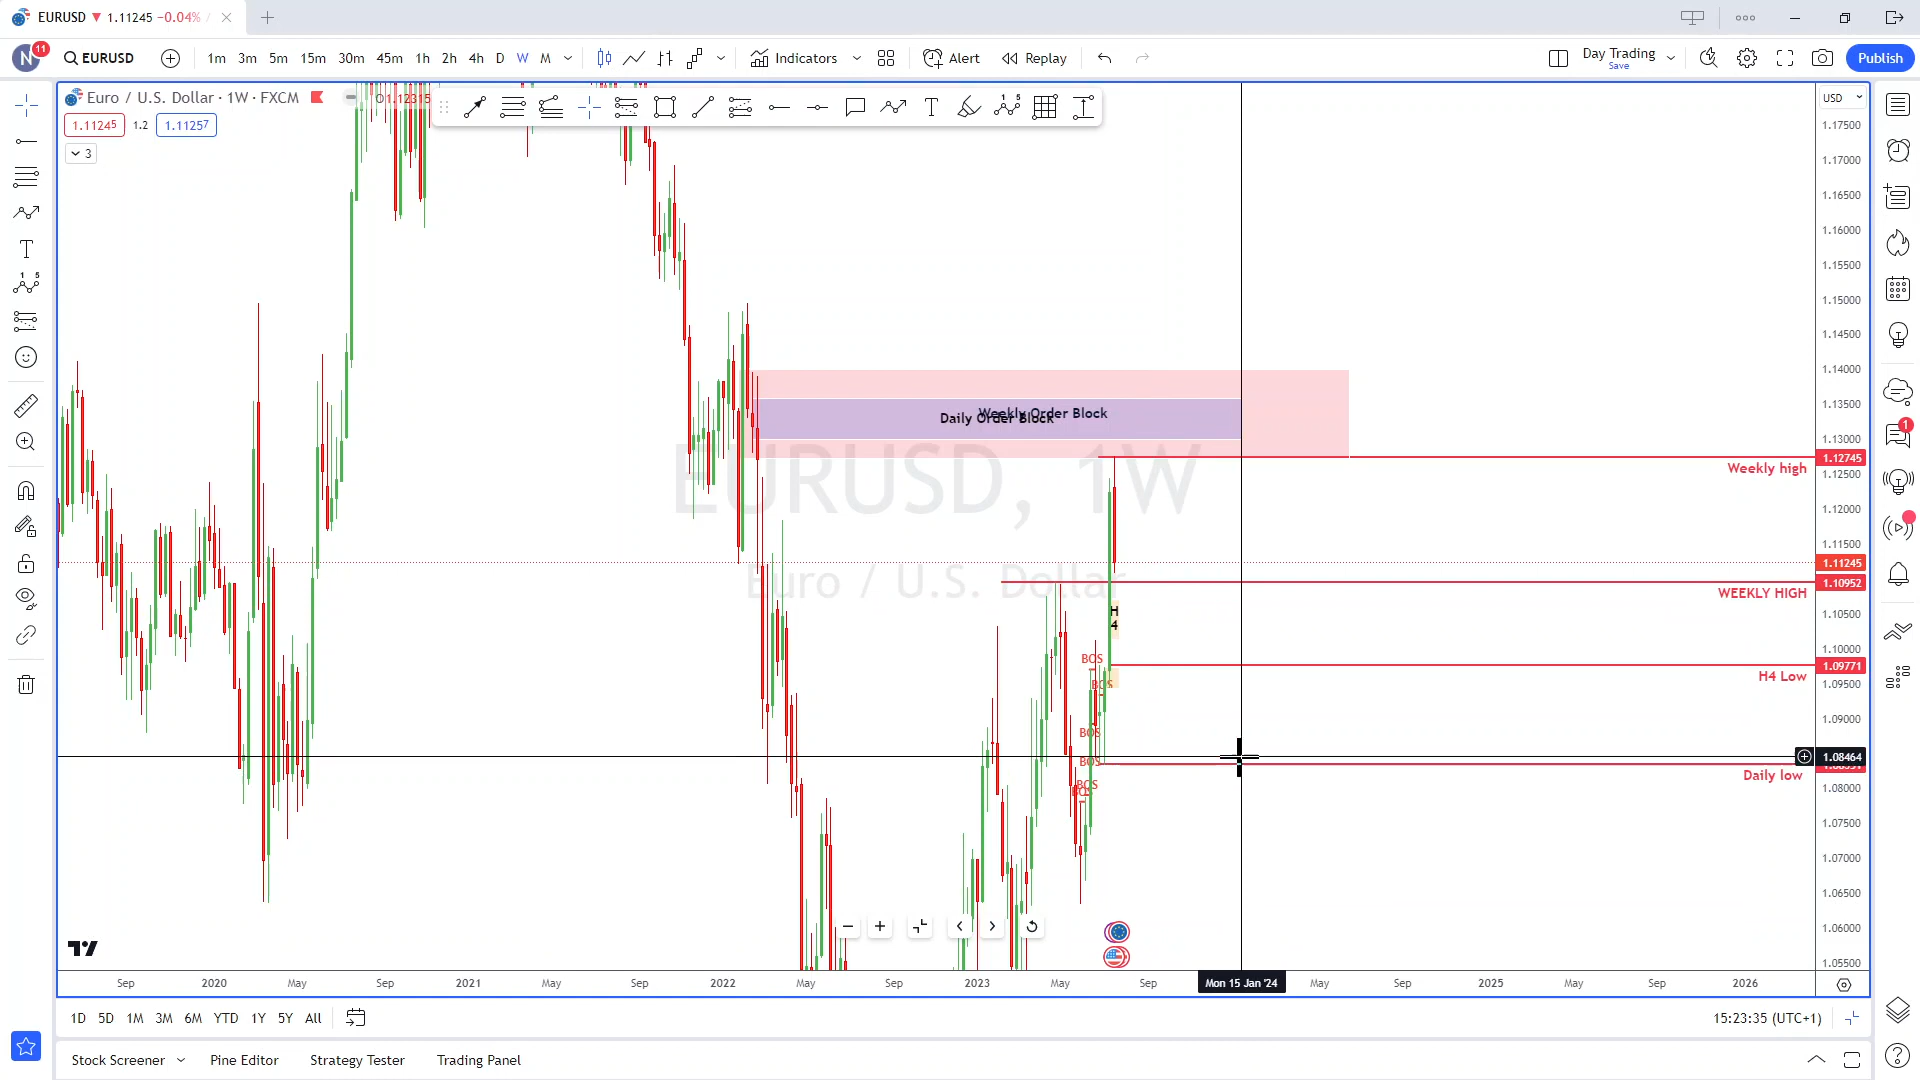 EURUSD 1.11245 −0.04% /
N 11 EURUSD 1m 3m 5m 15m 30m 45m 1h 2h 4h D W M Indicators Alert Replay Day Trading Save Publish
Euro / U.S. Dollar · 1W · FXCM O1.12315
USD
1.11245 1.2 1.11257
3
1.17500
1.17000
1.16500
1.16000
1.15500
1.15000
1.14500
1.14000
1.13500
Weekly Order Block
Daily Order Block
1.13000
1.12745
Weekly high
1.12500
EURUSD, 1W
1.12000
1.11500
1.11245
Euro / U.S. Dollar
1.10952
WEEKLY HIGH
H
4
1.10500
1.10000
BOS
1.09771
H4 Low
BOS
1.09500
1.09000
BOS
1.08464
BOS
Daily low
BOS
BOS
1.08000
1.07500
1.07000
1.06500
1.06000
1.05500
Sep 2020 May Sep 2021 May Sep 2022 May Sep 2023 May Sep Mon 15 Jan '24 May Sep 2025 May Sep 2026
1D 5D 1M 3M 6M YTD 1Y 5Y All 15:23:35 (UTC+1)
Stock Screener Pine Editor Strategy Tester Trading Panel